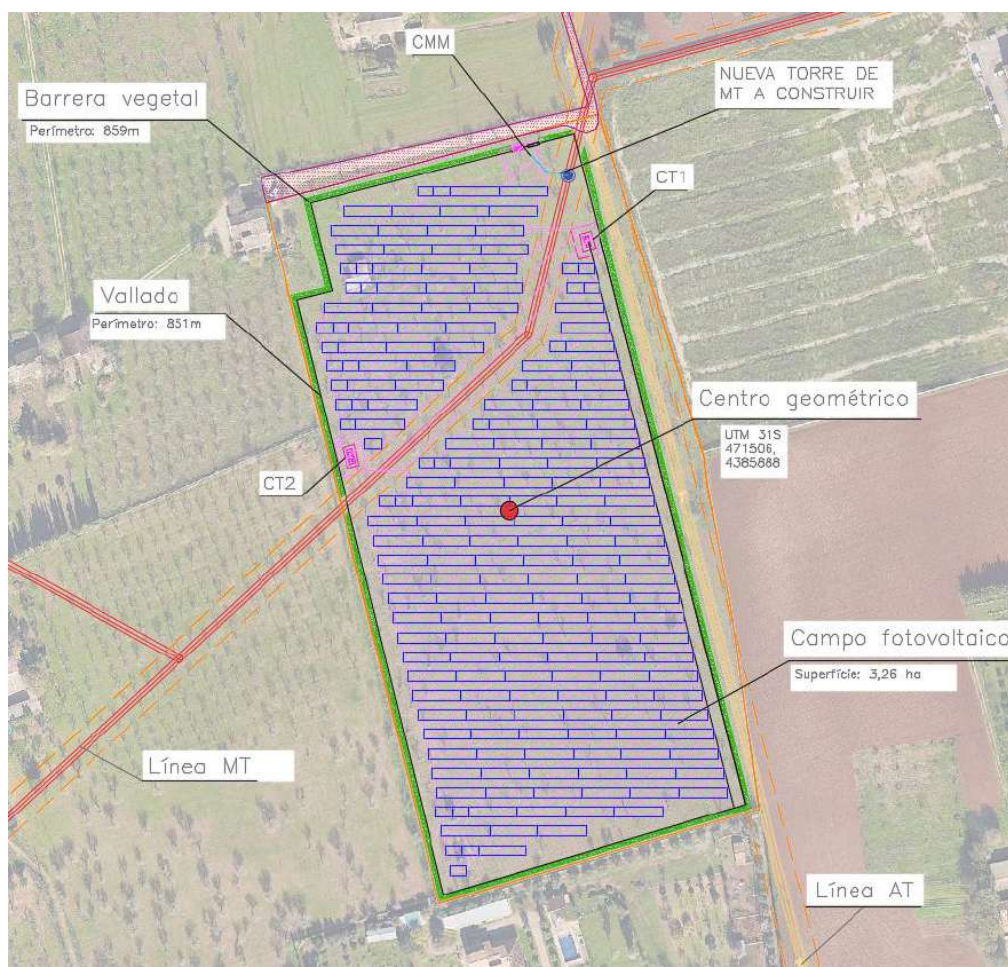 CMM
NUEVA TORRE DE
MT A CONSTRUIR
Barrera vegetal
Perímetro: 859m
CT1
Vallado
Perímetro: 851m
Centro geométrico
UTM 31S
471506,
4385888
CT2
Campo fotovoltaico
Superfície: 3,26 ha
Línea MT
Línea AT